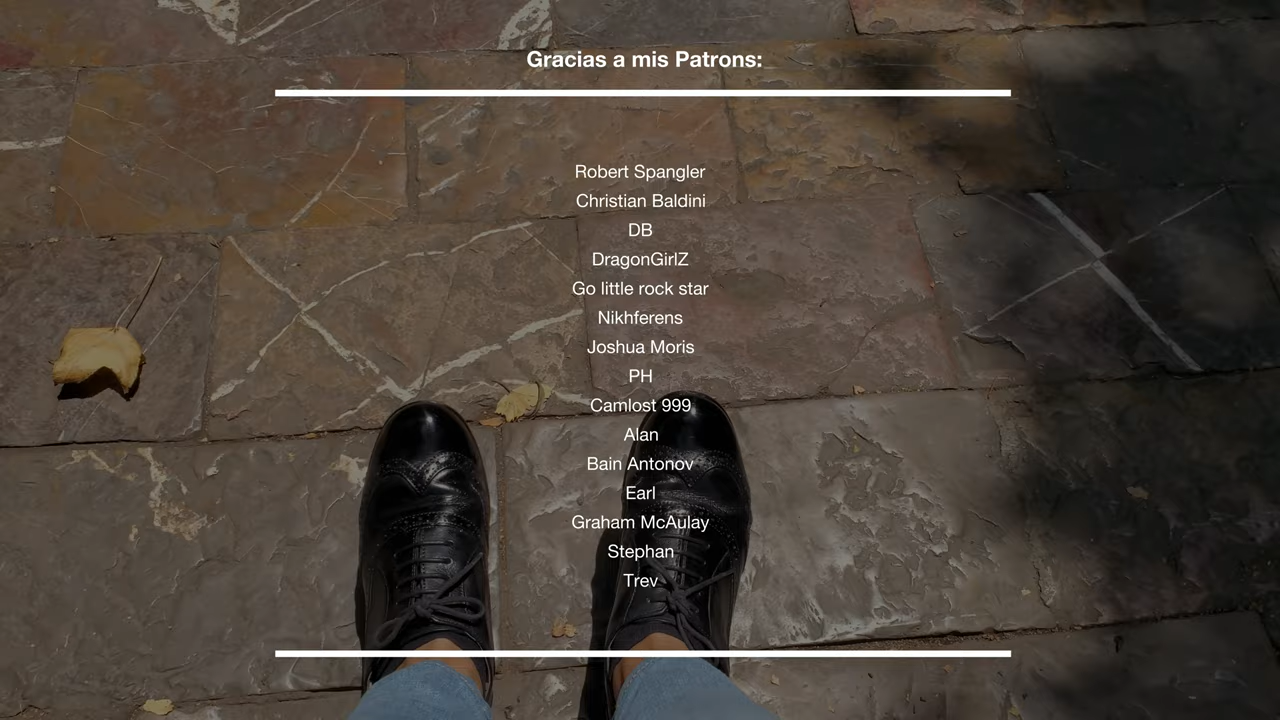 Gracias a mis Patrons:
Robert Spangler
Christian Baldini
DB
DragonGirlZ
Go little rock star
Nikhferens
Joshua Moris
PH
Camlost 999
Alan
Bain Antonov
Earl
Graham McAulay
Stephan
Trev